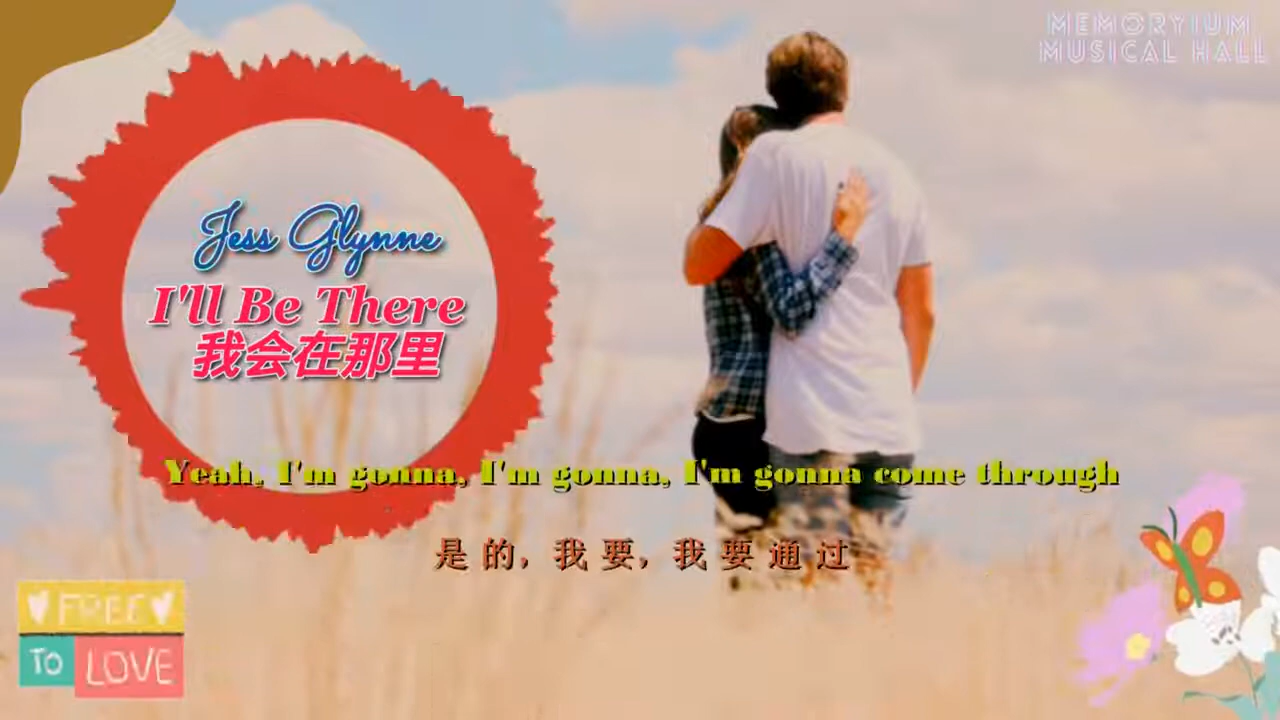 MEMORYIUM
MUSICAL HALL
Jess Glynne
I'll Be There
我会在那里
Yeah, I'm gonna, I'm gonna, I'm gonna come through
是的，我要，我要通过
FREE
TO LOVE